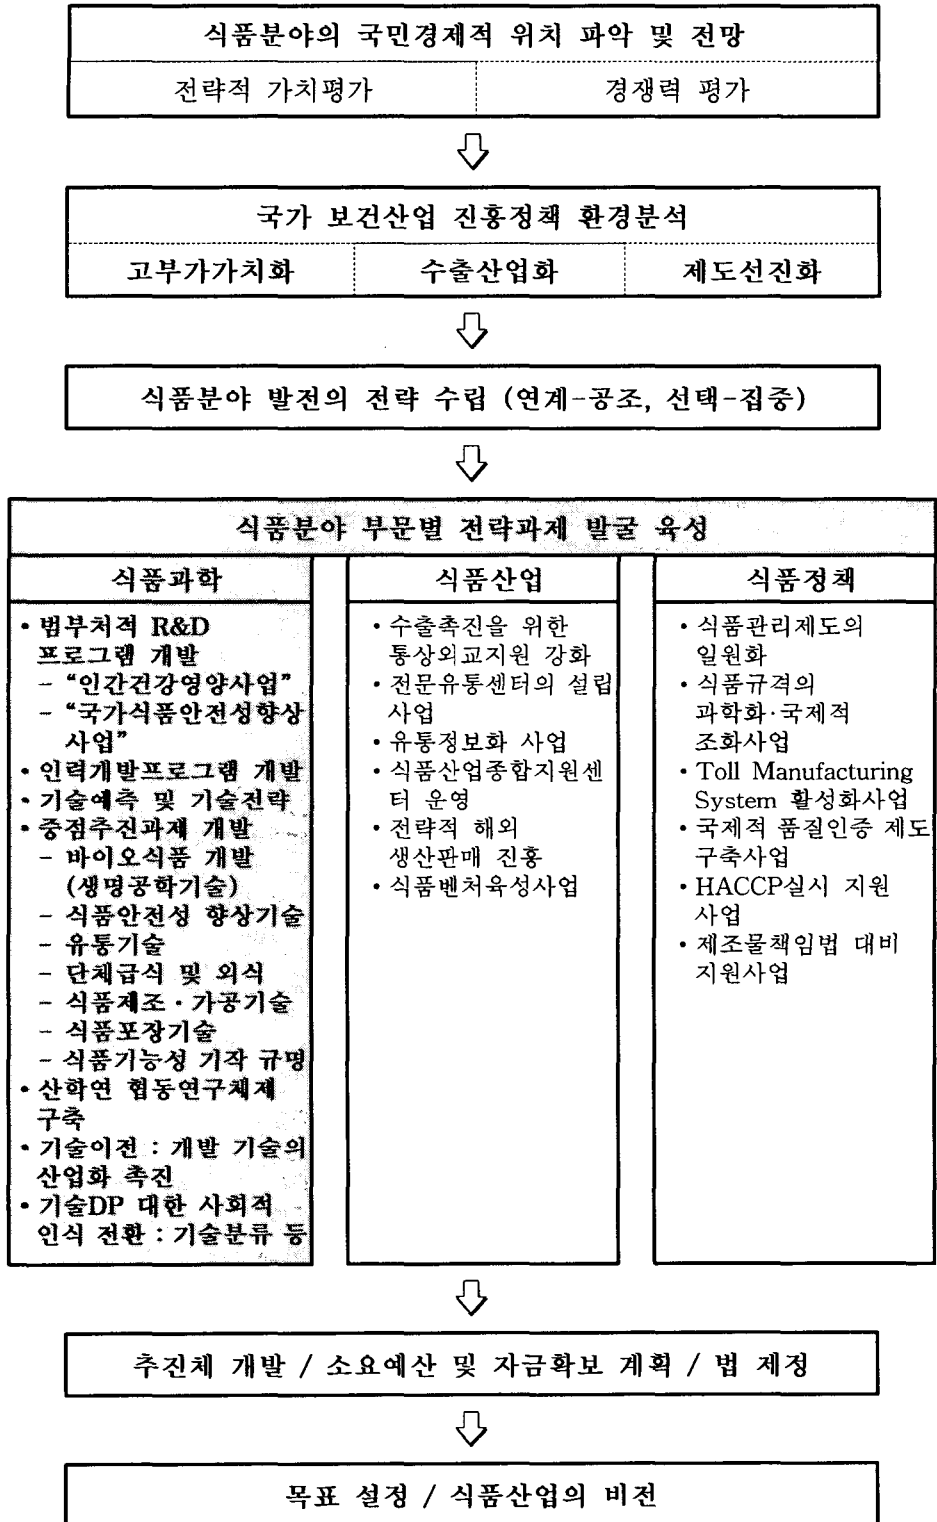 식품분야의 국민경제적 위치 파악 및 전망
전략적 가치평가
경쟁력 평가
국가 보건산업 진흥정책 환경분석
고부가가치화
수출산업화
제도선진화
식품분야 발전의 전략 수립 (연계-공조, 선택-집중)
식품분야 부문별 전략과제 발굴 육성
식품과학
• 범부처적 R&D
프로그램 개발
- “인간건강영양사업”
- “국가식품안전성향상
사업”
• 인력개발프로그램 개발
• 기술예측 및 기술전략
• 중점추진과제 개발
- 바이오식품 개발
(생명공학기술)
- 식품안전성 향상기술
- 유통기술
- 단체급식 및 외식
- 식품제조·가공기술
- 식품포장기술
- 식품기능성 기작 규명
• 산학연 협동연구체제
구축
• 기술이전 : 개발 기술의
산업화 촉진
• 기술DP 대한 사회적
인식 전환 : 기술분류 등
식품산업
• 수출촉진을 위한
통상외교지원 강화
• 전문유통센터의 설립
사업
• 유통정보화 사업
• 식품산업종합지원센
터 운영
• 전략적 해외
생산판매 진흥
• 식품벤처육성사업
식품정책
• 식품관리제도의
일원화
• 식품규격의
과학화·국제적
조화사업
• Toll Manufacturing
System 활성화사업
• 국제적 품질인증 제도
구축사업
• HACCP실시 지원
사업
• 제조물책임법 대비
지원사업
추진체 개발 / 소요예산 및 자금확보 계획 / 법 제정
목표 설정 / 식품산업의 비전